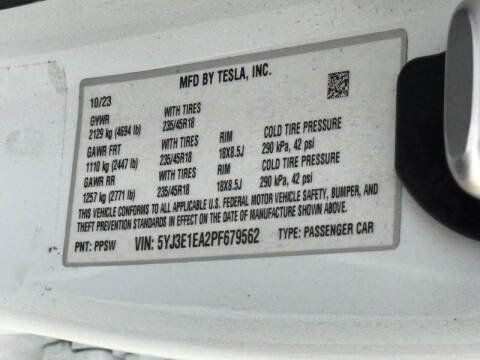 MFD BY TESLA, INC.
10/23
GVWR WITH TIRES
2129 kg (4694 lb) 235/45R18 RIM COLD TIRE PRESSURE
GAWR FRT WITH TIRES 18X8.5J 290 kPa, 42 psi
1110 kg (2447 lb) 235/45R18 RIM COLD TIRE PRESSURE
GAWR RR WITH TIRES 18X8.5J 290 kPa, 42 psi
1257 kg (2771 lb) 235/45R18
THIS VEHICLE CONFORMS TO ALL APPLICABLE U.S. FEDERAL MOTOR VEHICLE SAFETY, BUMPER, AND
THEFT PREVENTION STANDARDS IN EFFECT ON THE DATE OF MANUFACTURE SHOWN ABOVE.
PNT: PPSW VIN: 5YJ3E1EA2PF679562 TYPE: PASSENGER CAR